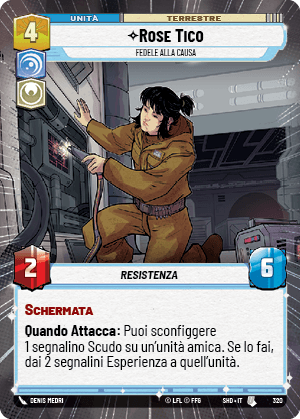 UNITÀ
TERRESTRE
4
Rose Tico
FEDELE ALLA CAUSA
2
6
RESISTENZA
Schermata
Quando Attacca: Puoi sconfiggere
1 segnalino Scudo su un'unità amica. Se lo fai,
dai 2 segnalini Esperienza a quell'unità.
DENIS MEDRI
© LFL © FFG
SHD • IT
320